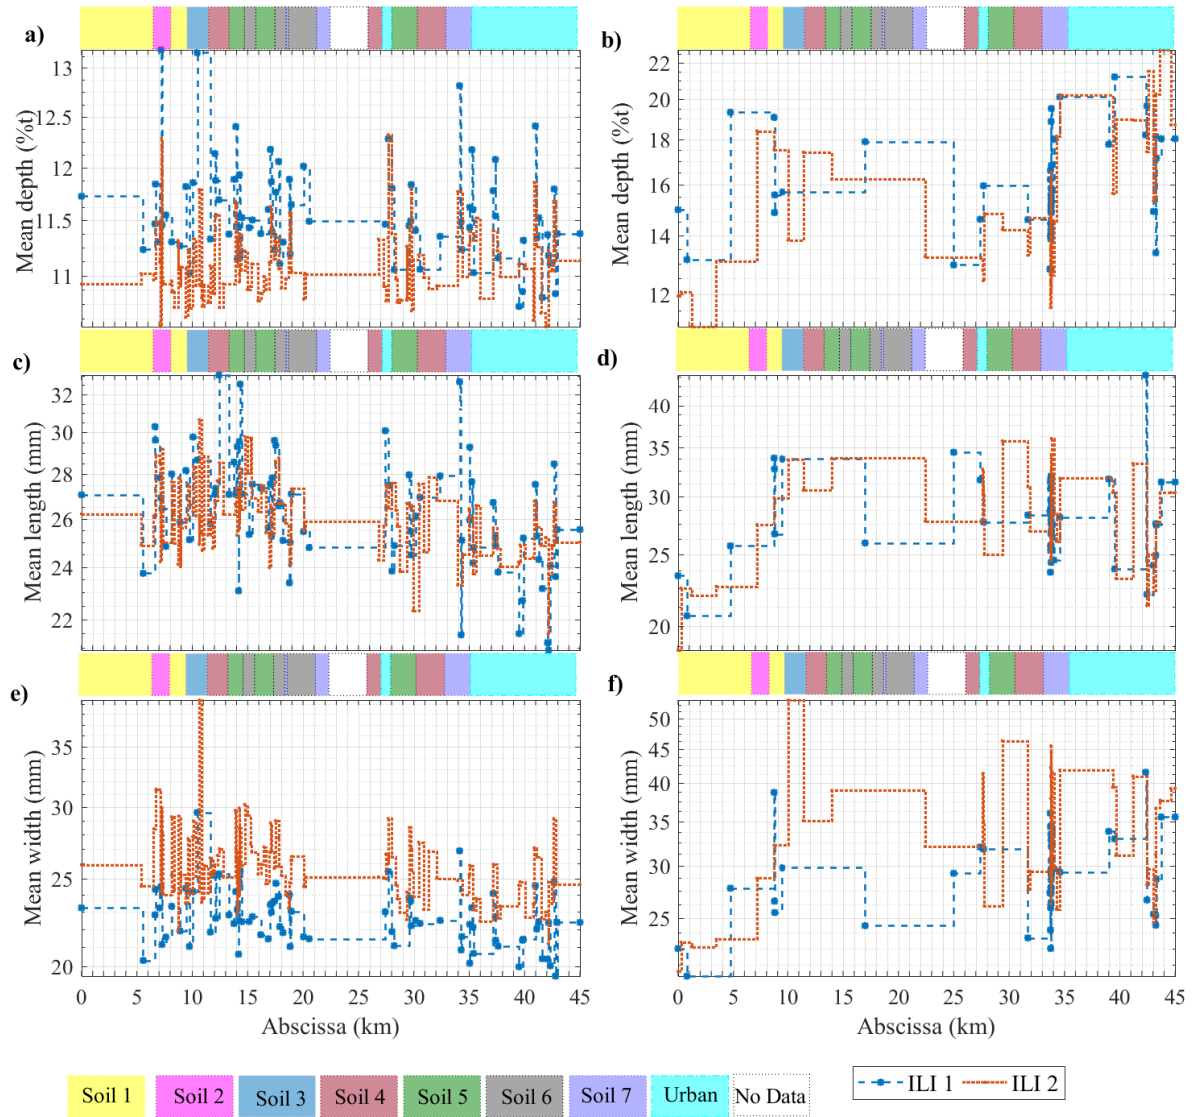 a)
Mean depth (%t)
13
12.5
12
11.5
11
b)
Mean depth (%t)
22
20
18
16
14
12
c)
Mean length (mm)
32
30
28
26
24
22
d)
Mean length (mm)
40
35
30
25
20
e)
Mean width (mm)
35
30
25
20
0 5 10 15 20 25 30 35 40 45
Abscissa (km)
f)
Mean width (mm)
50
45
40
35
30
25
0 5 10 15 20 25 30 35 40 45
Abscissa (km)
Soil 1 Soil 2 Soil 3 Soil 4 Soil 5 Soil 6 Soil 7 Urban No Data
ILI 1 ILI 2